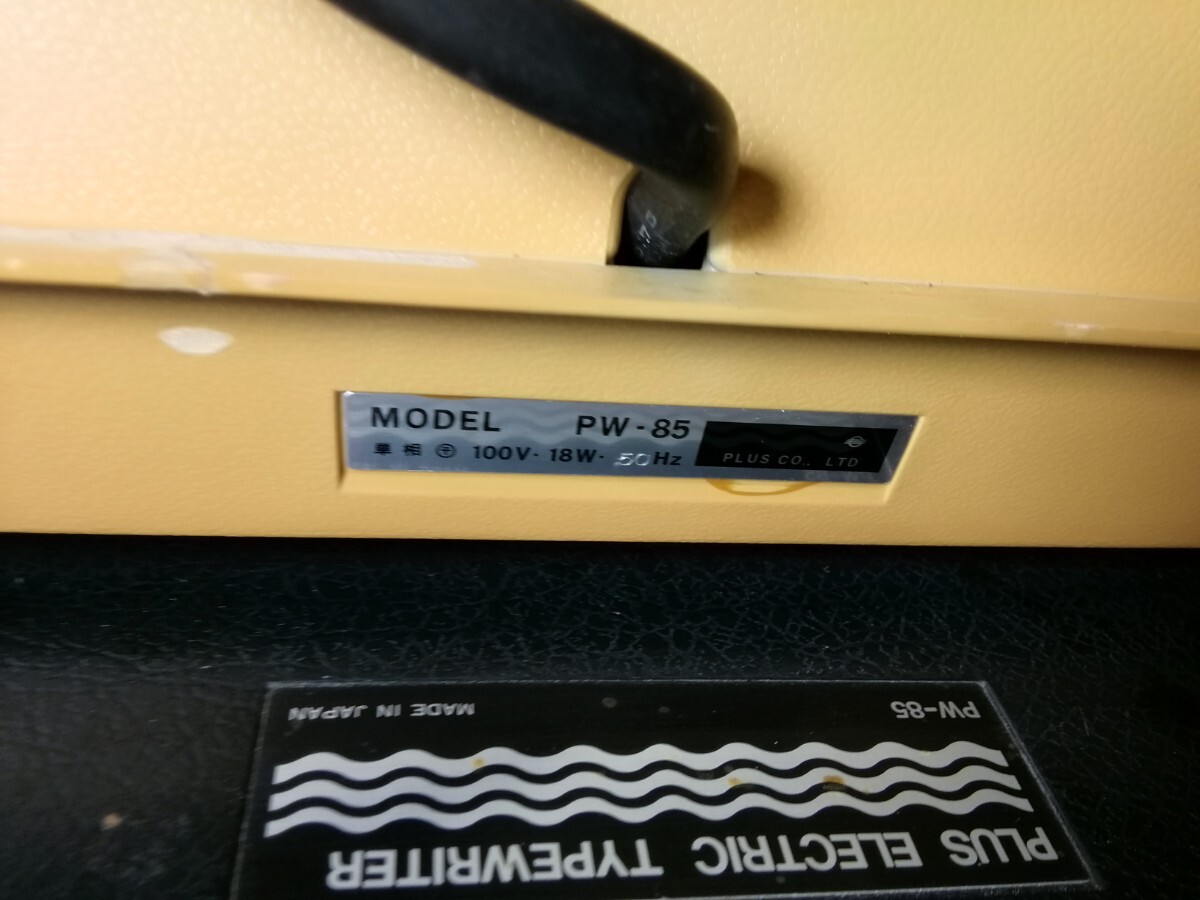 MODEL PW-85
単相 〒 100V・18W・50Hz
PLUS CO., LTD
PLUS ELECTRIC TYPEWRITER
PW-85 MADE IN JAPAN